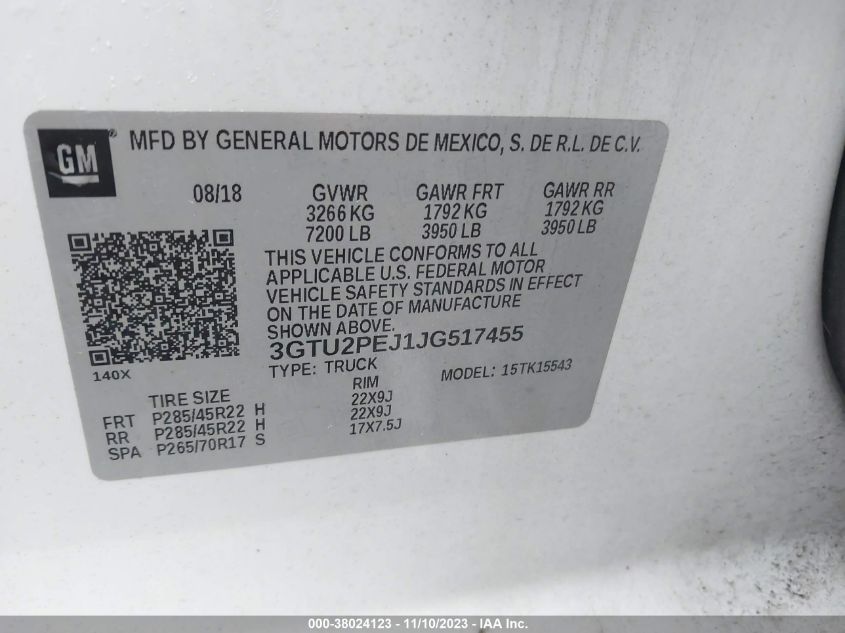 GM ® MFD BY GENERAL MOTORS DE MEXICO, S. DE R.L. DE C.V.
08/18 GVWR GAWR FRT GAWR RR
3266 KG 1792 KG 1792 KG
7200 LB 3950 LB 3950 LB
THIS VEHICLE CONFORMS TO ALL
APPLICABLE U.S. FEDERAL MOTOR
VEHICLE SAFETY STANDARDS IN EFFECT
ON THE DATE OF MANUFACTURE
SHOWN ABOVE.
3GTU2PEJ1JG517455
140X TYPE: TRUCK MODEL: 15TK15543
TIRE SIZE RIM
FRT P285/45R22 H 22X9J
RR P285/45R22 H 22X9J
SPA P265/70R17 S 17X7.5J
000-38024123 - 11/10/2023 - IAA Inc.